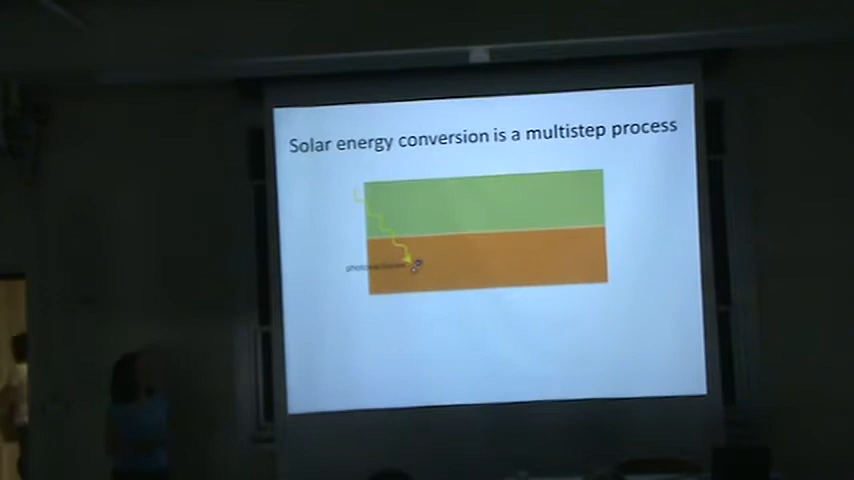 Solar energy conversion is a multistep process